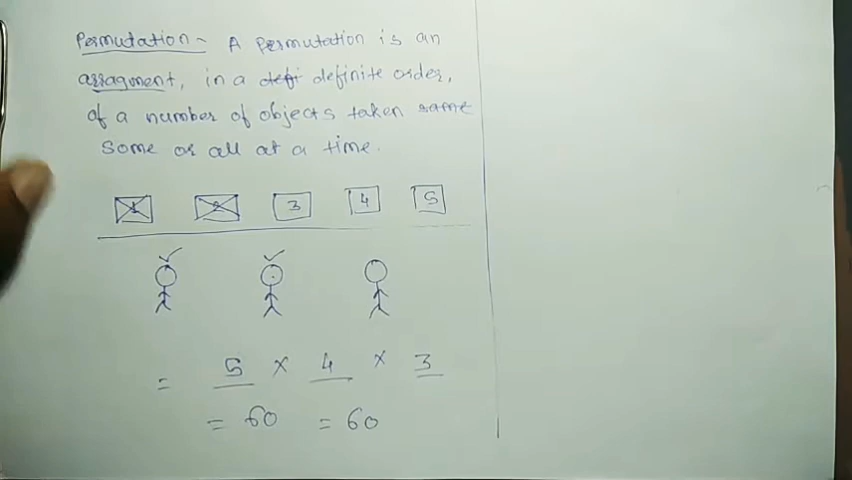 Permutation - A Permutation is an
arragment, in a defi definite order,
of a number of objects taken same
some or all at a time.
1 2 3 4 5
= 5 × 4 × 3
= 60 = 60